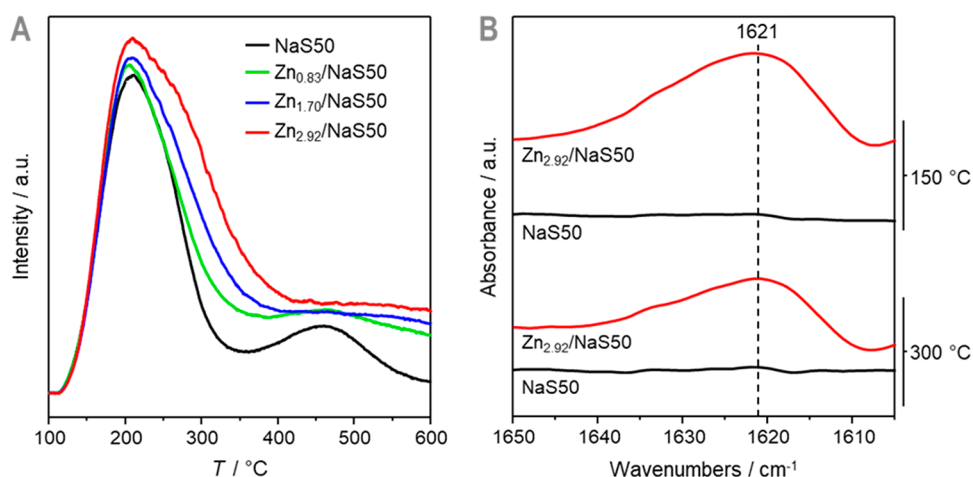 A
NaS50
Zn0.83/NaS50
Zn1.70/NaS50
Zn2.92/NaS50
Intensity / a.u.
100 200 300 400 500 600
T / °C
B
1621
Zn2.92/NaS50
NaS50
150 °C
Zn2.92/NaS50
NaS50
300 °C
Absorbance / a.u.
1650 1640 1630 1620 1610
Wavenumbers / cm-1